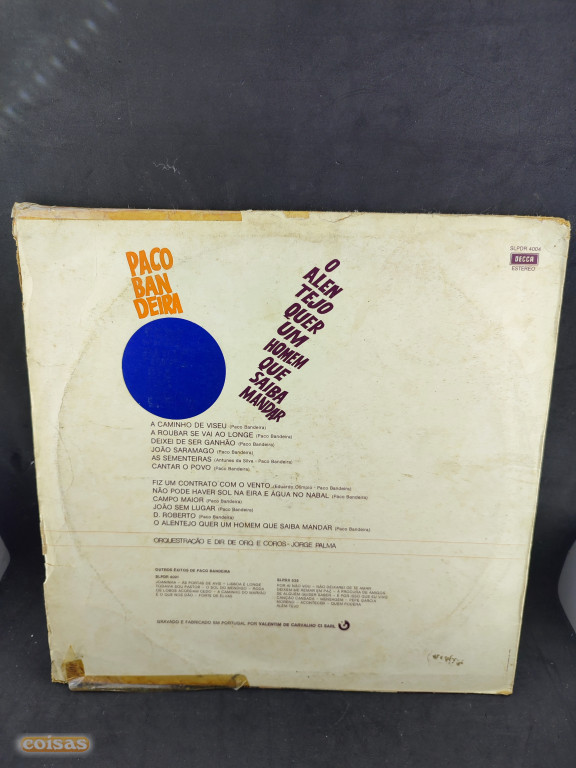 SLPDR 4004
DECCA
ESTEREO
PACO
BAN
DEIRA
O
ALEN
TEJO
QUER
UM
HOMEM
QUE
SAIBA
MANDAR
A CAMINHO DE VISEU (Paco Bandeira)
A ROUBAR SE VAI AO LONGE (Paco Bandeira)
DEIXEI DE SER GANHÃO (Paco Bandeira)
JOÃO SARAMAGO (Paco Bandeira)
AS SEMENTEIRAS (Antunes da Silva - Paco Bandeira)
CANTAR O POVO (Paco Bandeira)
FIZ UM CONTRATO COM O VENTO (Eduardo Olímpio - Paco Bandeira)
NÃO PODE HAVER SOL NA EIRA E ÁGUA NO NABAL (Paco Bandeira)
CAMPO MAIOR (Paco Bandeira)
JOÃO SEM LUGAR (Paco Bandeira)
D. ROBERTO (Paco Bandeira)
O ALENTEJO QUER UM HOMEM QUE SAIBA MANDAR (Paco Bandeira)
ORQUESTRAÇÃO E DIR. DE ORQ. E COROS - JORGE PALMA
OUTROS ÊXITOS DE PACO BANDEIRA
GRAVADO E FABRICADO EM PORTUGAL POR VALENTIM DE CARVALHO CI SARL
coisas